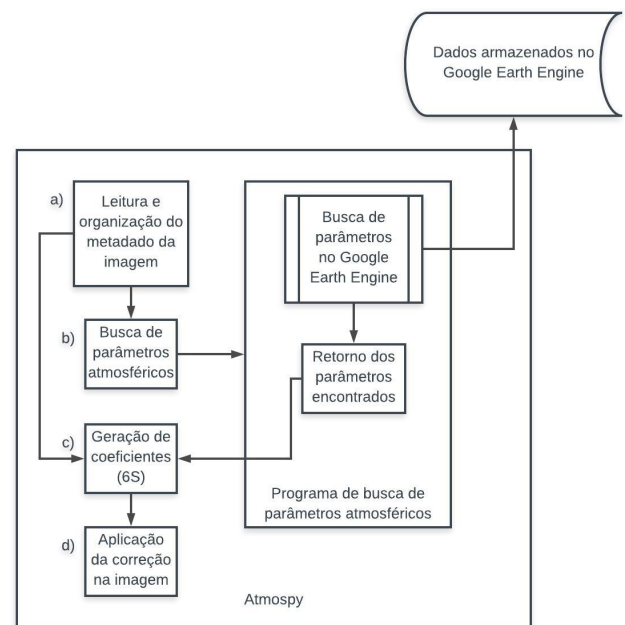 Dados armazenados no
Google Earth Engine
a)
Leitura e
organização do
metadado da
imagem
Busca de
parâmetros
no Google
Earth Engine
b)
Busca de
parâmetros
atmosféricos
Retorno dos
parâmetros
encontrados
c)
Geração de
coeficientes
(6S)
Programa de busca de
parâmetros atmosféricos
d)
Aplicação
da correção
na imagem
Atmospy